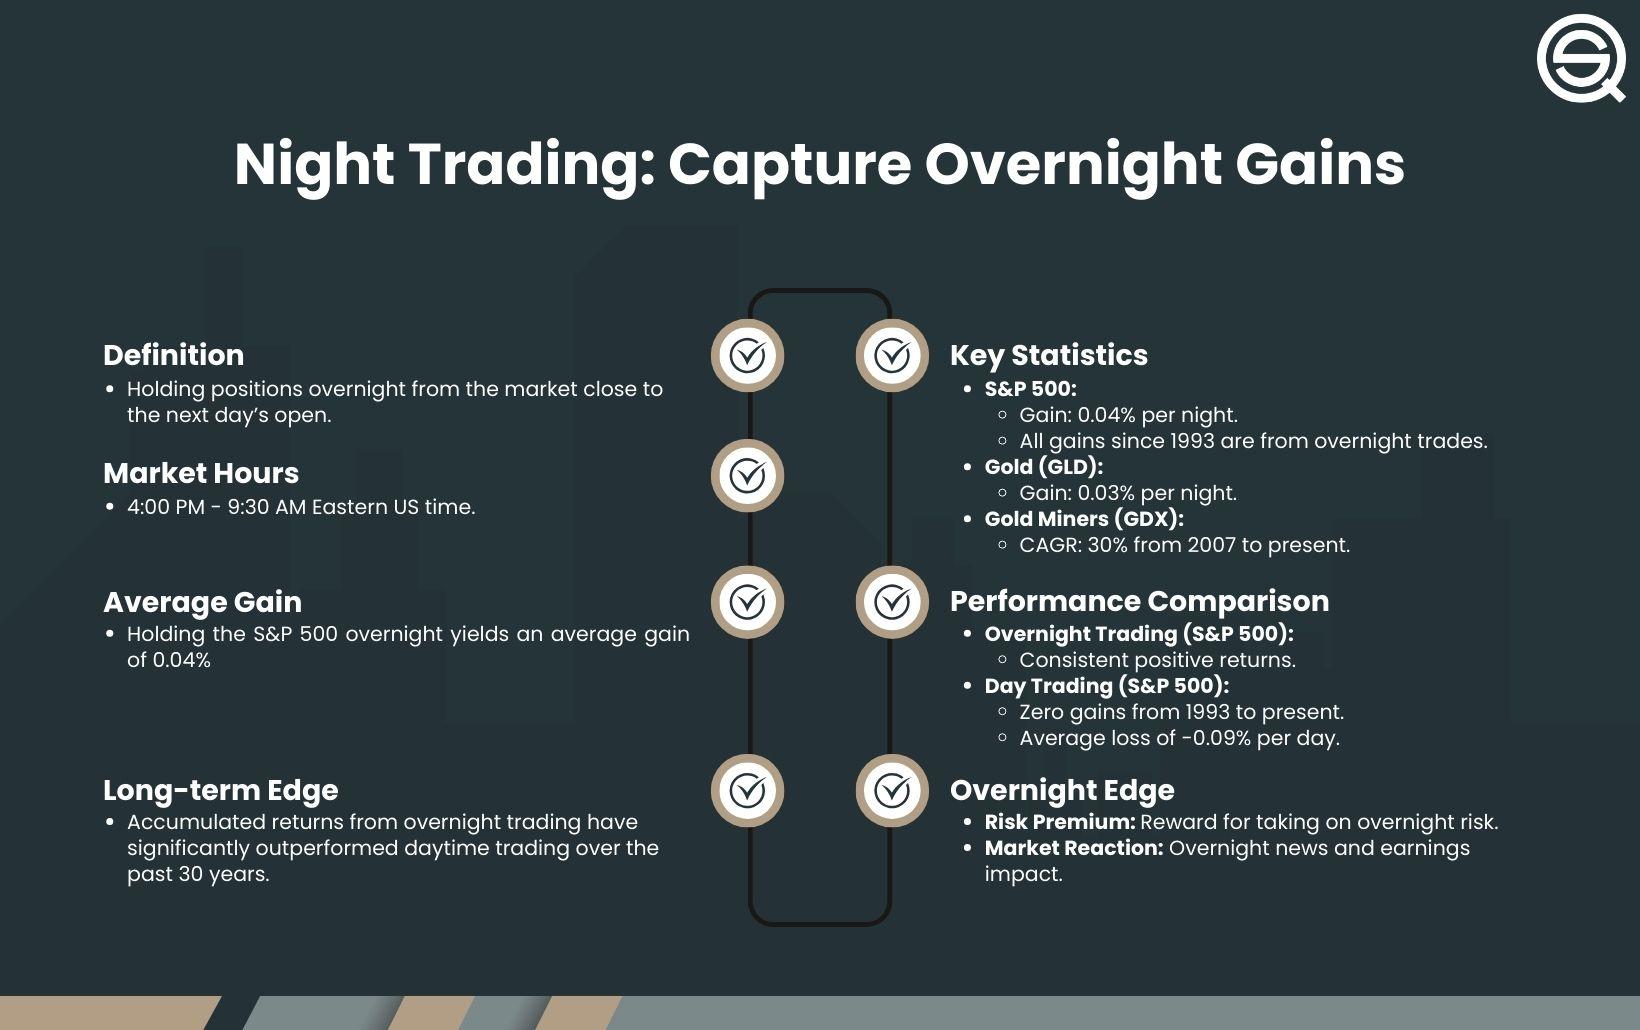 Night Trading: Capture Overnight Gains
Definition
• Holding positions overnight from the market close to
the next day’s open.
Market Hours
• 4:00 PM - 9:30 AM Eastern US time.
Average Gain
• Holding the S&P 500 overnight yields an average gain
of 0.04%
Long-term Edge
• Accumulated returns from overnight trading have
significantly outperformed daytime trading over the
past 30 years.
Key Statistics
• S&P 500:
◦ Gain: 0.04% per night.
◦ All gains since 1993 are from overnight trades.
• Gold (GLD):
◦ Gain: 0.03% per night.
• Gold Miners (GDX):
◦ CAGR: 30% from 2007 to present.
Performance Comparison
• Overnight Trading (S&P 500):
◦ Consistent positive returns.
• Day Trading (S&P 500):
◦ Zero gains from 1993 to present.
◦ Average loss of -0.09% per day.
Overnight Edge
• Risk Premium: Reward for taking on overnight risk.
• Market Reaction: Overnight news and earnings
impact.